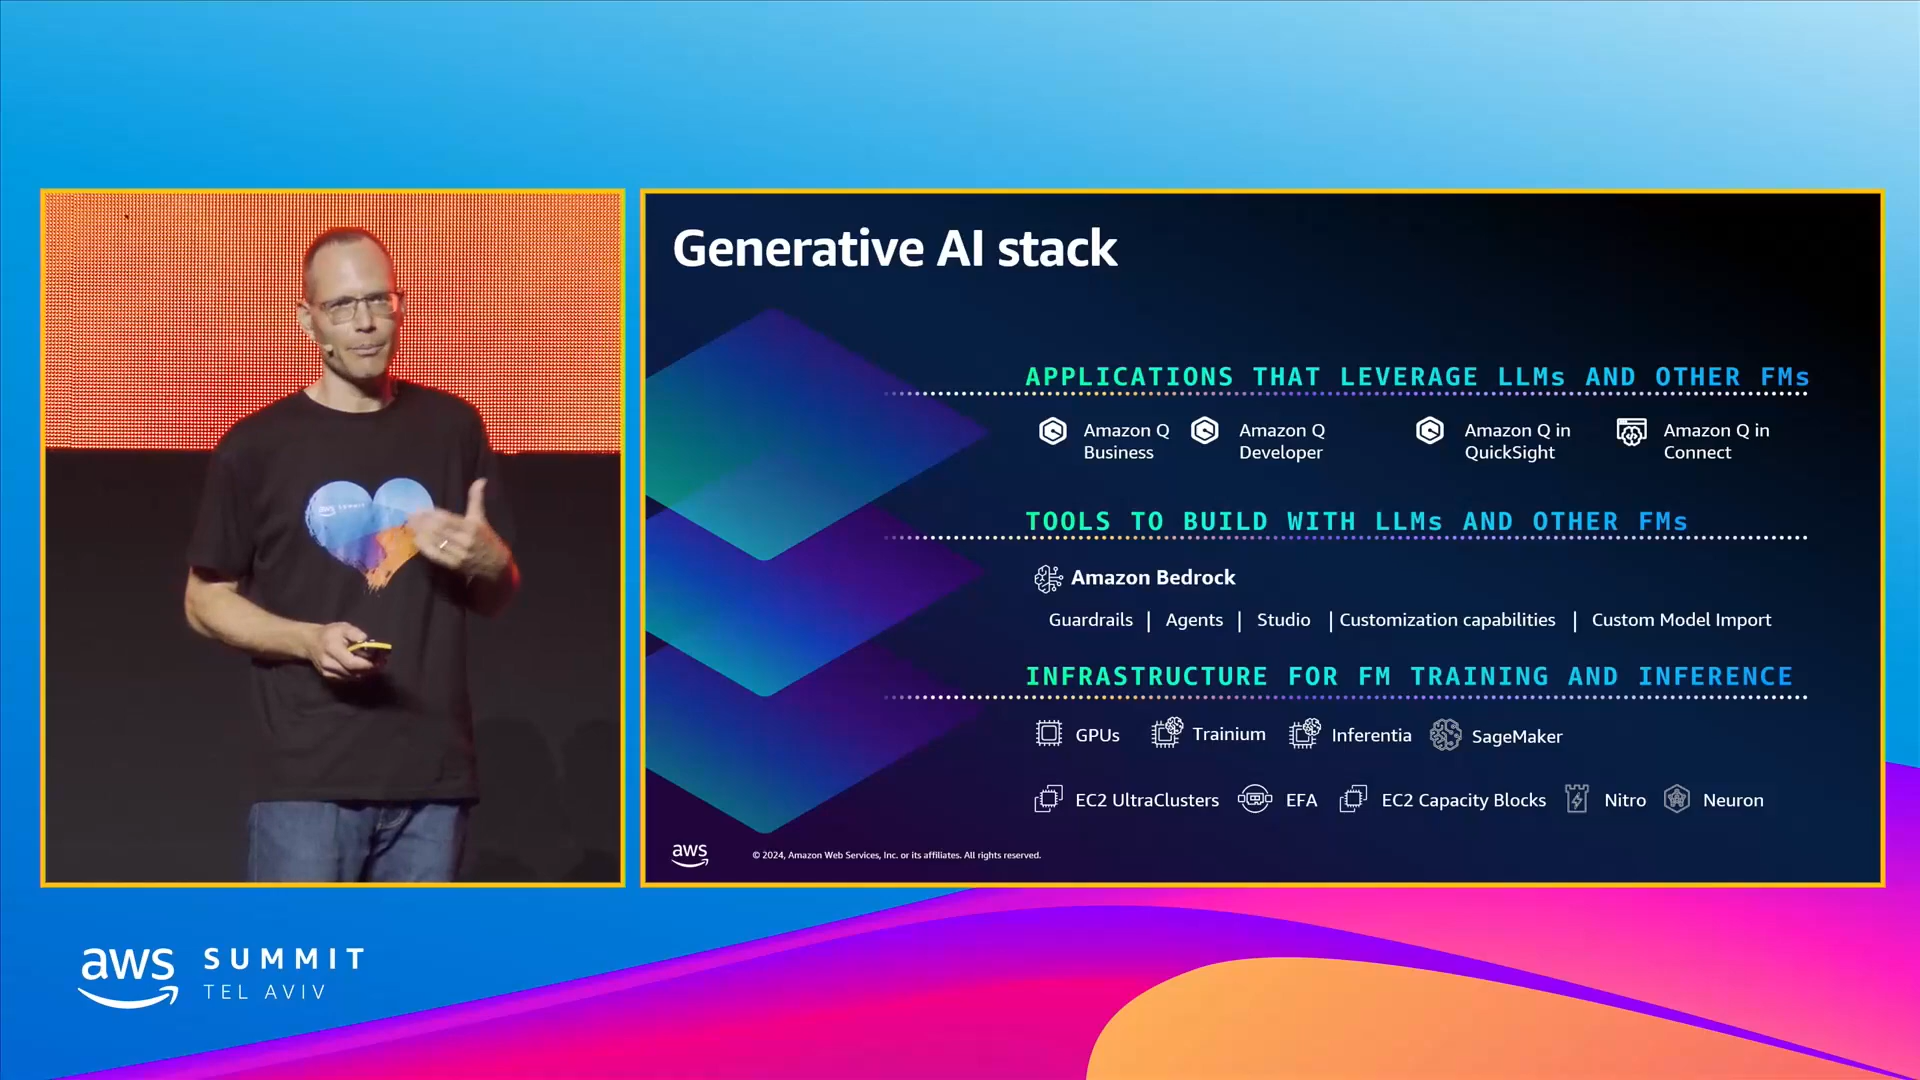 Generative AI stack
APPLICATIONS THAT LEVERAGE LLMs AND OTHER FMs
Amazon Q Business
Amazon Q Developer
Amazon Q in QuickSight
Amazon Q in Connect
TOOLS TO BUILD WITH LLMs AND OTHER FMs
Amazon Bedrock
Guardrails | Agents | Studio | Customization capabilities | Custom Model Import
INFRASTRUCTURE FOR FM TRAINING AND INFERENCE
GPUs Trainium Inferentia SageMaker
EC2 UltraClusters EFA EC2 Capacity Blocks Nitro Neuron
aws © 2024, Amazon Web Services, Inc. or its affiliates. All rights reserved.
aws SUMMIT
aws SUMMIT
TEL AVIV